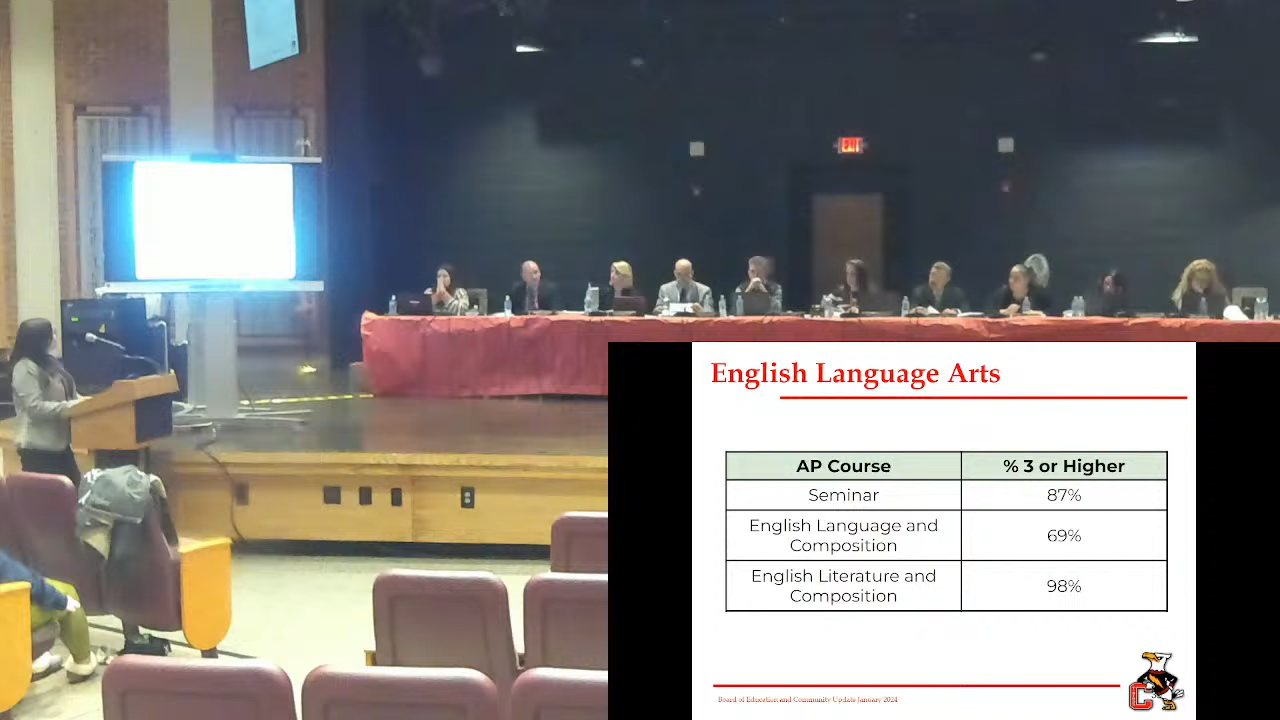 EXIT
English Language Arts
AP Course % 3 or Higher
Seminar 87%
English Language and
Composition 69%
English Literature and
Composition 98%
Board of Education and Community Update January 2024
C